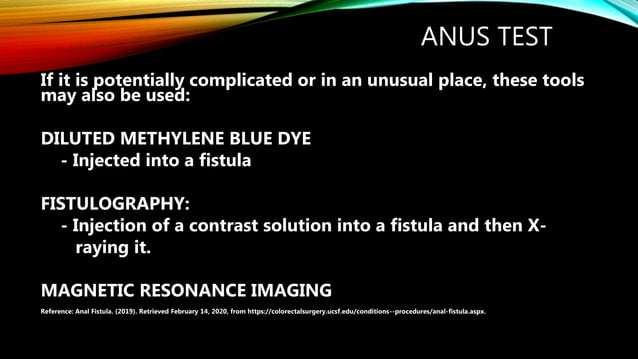 ANUS TEST
If it is potentially complicated or in an unusual place, these tools
may also be used:
DILUTED METHYLENE BLUE DYE
- Injected into a fistula
FISTULOGRAPHY:
- Injection of a contrast solution into a fistula and then X-
raying it.
MAGNETIC RESONANCE IMAGING
Reference: Anal Fistula. (2019). Retrieved February 14, 2020, from https://colorectalsurgery.ucsf.edu/conditions--procedures/anal-fistula.aspx.